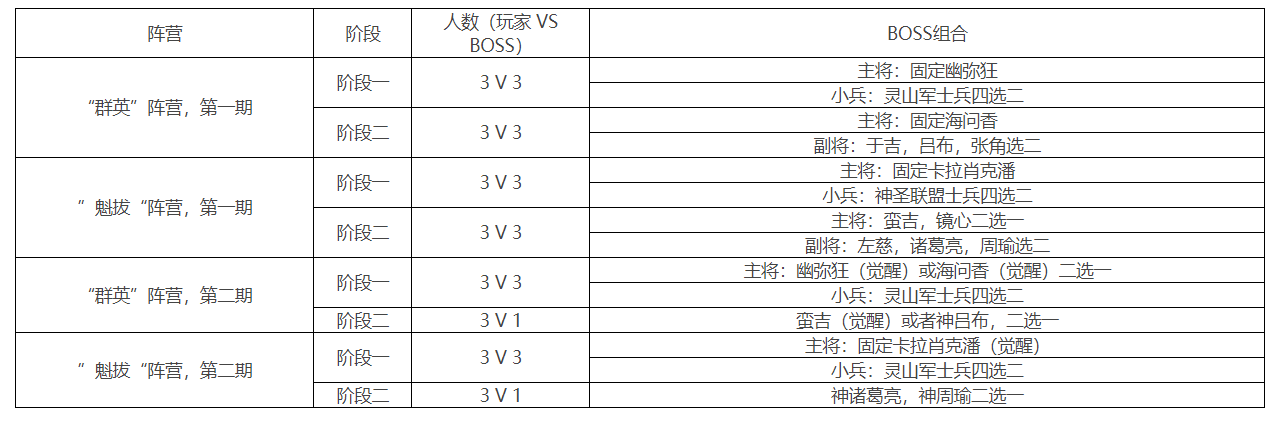 阵营
阶段
人数（玩家 VS
BOSS）
BOSS组合
“群英”阵营，第一期
阶段一
3 V 3
主将：固定幽弥狂
小兵：灵山军士兵四选二
阶段二
3 V 3
主将：固定海问香
副将：于吉，吕布，张角选二
”魁拔“阵营，第一期
阶段一
3 V 3
主将：固定卡拉肖克潘
小兵：神圣联盟士兵四选二
阶段二
3 V 3
主将：蛮吉，镜心二选一
副将：左慈，诸葛亮，周瑜选二
“群英”阵营，第二期
阶段一
3 V 3
主将：幽弥狂（觉醒）或海问香（觉醒）二选一
小兵：灵山军士兵四选二
阶段二
3 V 1
蛮吉（觉醒）或者神吕布，二选一
”魁拔“阵营，第二期
阶段一
3 V 3
主将：固定卡拉肖克潘（觉醒）
小兵：灵山军士兵四选二
阶段二
3 V 1
神诸葛亮，神周瑜二选一